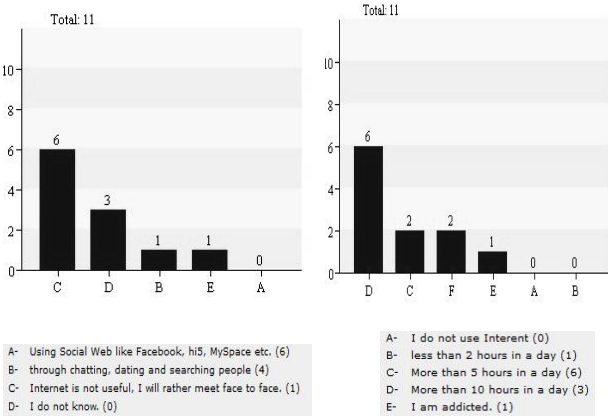 Total: 11
10
8
6
4
2
0
6
3
1
1
0
C D B E A
A- Using Social Web like Facebook, hi5, MySpace etc. (6)
B- through chatting, dating and searching people (4)
C- Internet is not useful, I will rather meet face to face. (1)
D- I do not know. (0)
Total: 11
10
8
6
4
2
0
6
2
2
1
0
0
D C F E A B
A- I do not use Interent (0)
B- less than 2 hours in a day (1)
C- More than 5 hours in a day (6)
D- More than 10 hours in a day (3)
E- I am addicted. (1)